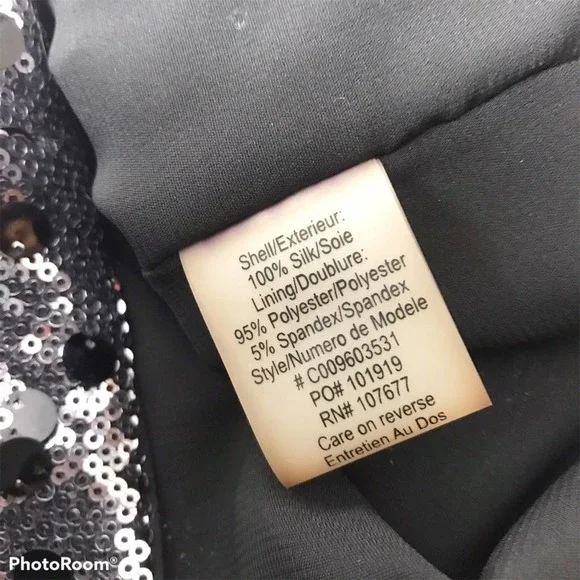 Shell/Exterieur:
100% Silk/Soie
Lining/Doublure:
95% Polyester/Polyester
5% Spandex/Spandex
Style/Numero de Modele
# C009603531
PO# 101919
RN# 107677
Care on reverse
Entretien Au Dos
PhotoRoom®